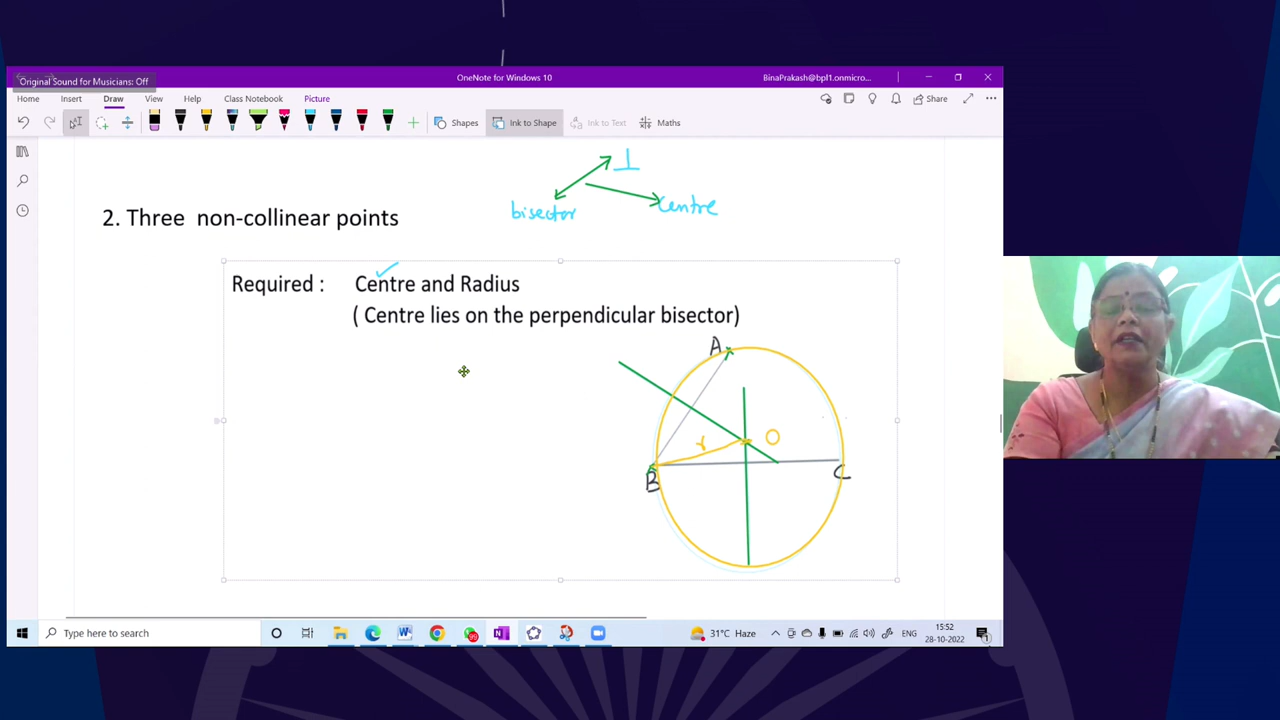 Original Sound for Musicians: Off
OneNote for Windows 10
BinaPrakash@bpl1.onmicro...
Home Insert Draw View Help Class Notebook Picture
Share
Shapes
Ink to Shape
Ink to Text
Maths
⊥
bisector
centre
2. Three non-collinear points
Required : Centre and Radius
( Centre lies on the perpendicular bisector)
A
r
O
B
C
Type here to search
99
31°C Haze
ENG
15:52
28-10-2022
1